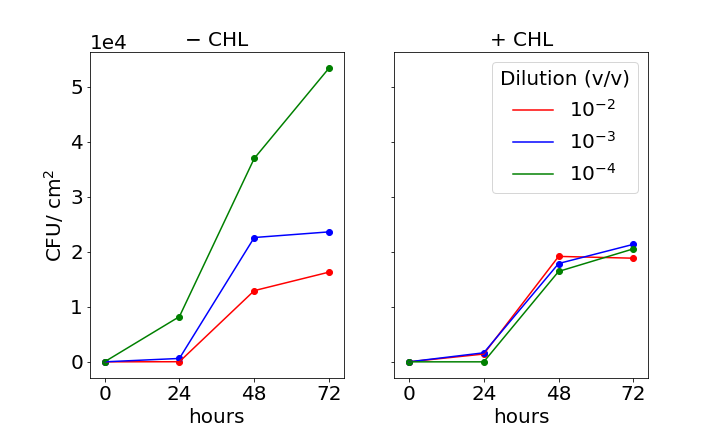 1e4
− CHL
+ CHL
CFU/ cm²
5
4
3
2
1
0
0 24 48 72
hours
Dilution (v/v)
10⁻²
10⁻³
10⁻⁴
0 24 48 72
hours